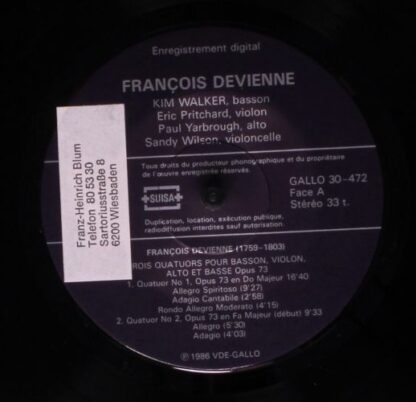 Enregistrement digital
FRANÇOIS DEVIENNE
KIM WALKER, basson
Eric Pritchard, violon
Paul Yarbrough, alto
Sandy Wilson, violoncelle
Tous droits du producteur phonographique et du propriétaire
de l'œuvre enregistrée réservés.
SUISA
GALLO 30-472
Face A
Stéréo 33 t.
Duplication, location, exécution publique,
radiodiffusion interdites sauf autorisation.
FRANÇOIS DEVIENNE (1759-1803)
ROIS QUATUORS POUR BASSON, VIOLON,
ALTO ET BASSE Opus 73
1. Quatuor No 1, Opus 73 en Do Majeur 16'40
Allegro Spiritoso (9'27)
Adagio Cantabile (2'58)
Rondo Allegro Moderato (4'15)
2. Quatuor No 2, Opus 73 en Fa Majeur (début) 9'33
Allegro (5'30)
Adagio (4'03)
℗ 1986 VDE-GALLO
Franz-Heinrich Blum
Telefon 80 53 30
Sartoriusstraße 8
6200 Wiesbaden